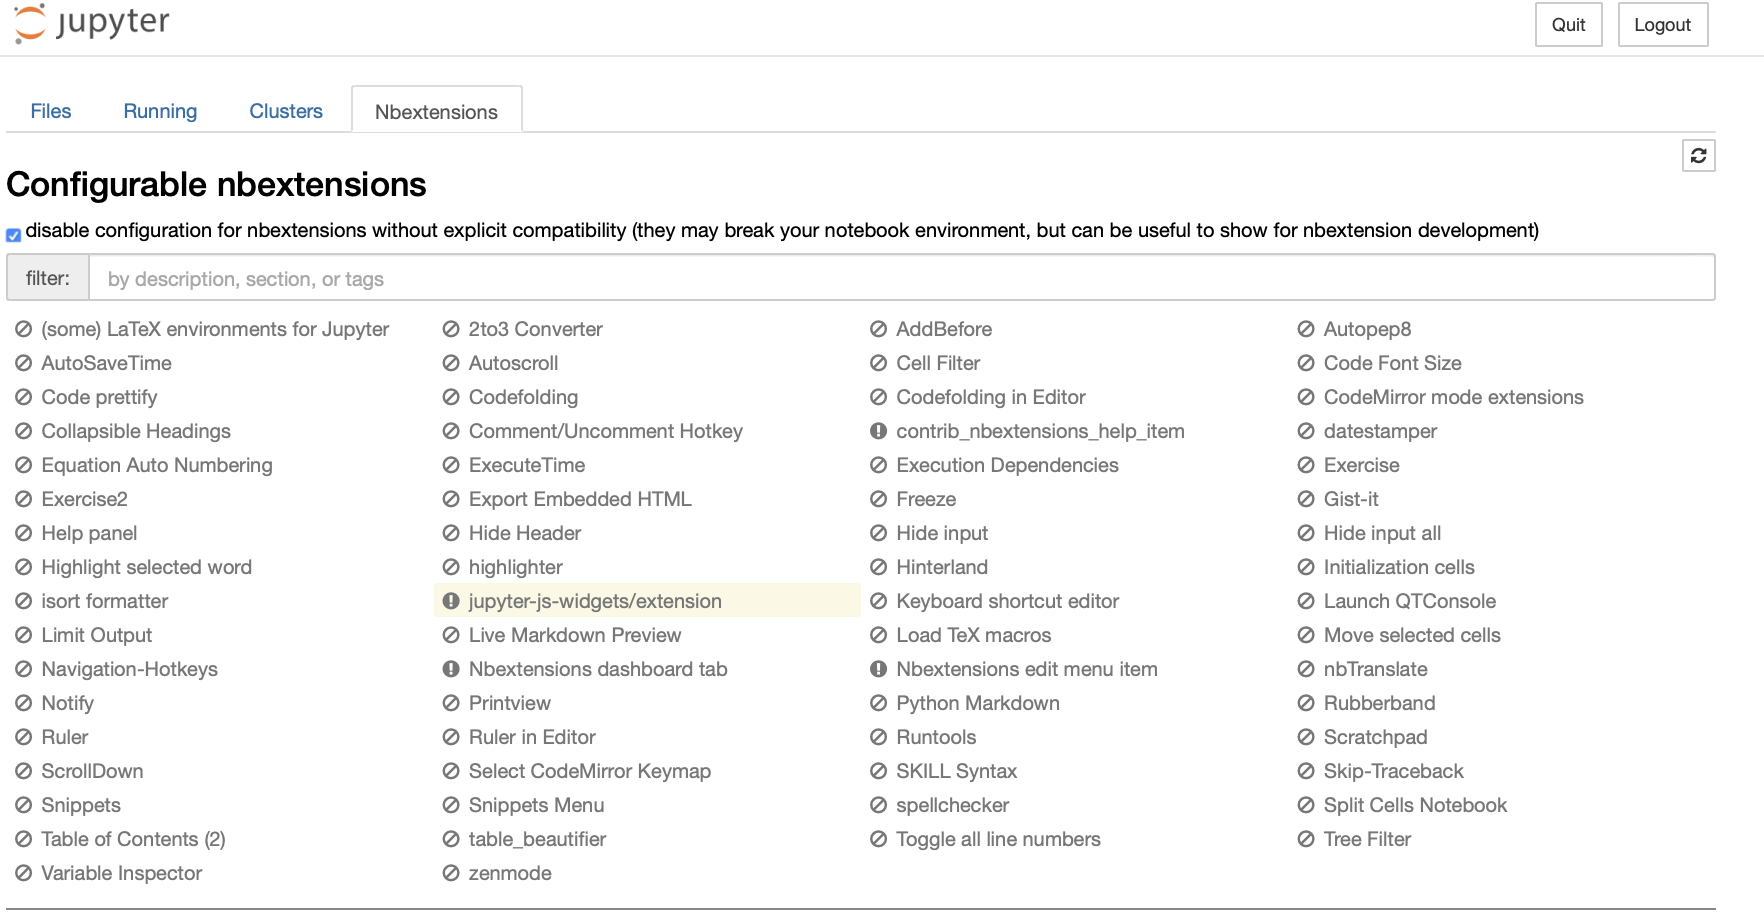 jupyter
Quit Logout
Files Running Clusters Nbextensions
Configurable nbextensions
disable configuration for nbextensions without explicit compatibility (they may break your notebook environment, but can be useful to show for nbextension development)
filter: by description, section, or tags
(some) LaTeX environments for Jupyter 2to3 Converter AddBefore Autopep8
AutoSaveTime Autoscroll Cell Filter Code Font Size
Code prettify Codefolding Codefolding in Editor CodeMirror mode extensions
Collapsible Headings Comment/Uncomment Hotkey contrib_nbextensions_help_item datestamper
Equation Auto Numbering ExecuteTime Execution Dependencies Exercise
Exercise2 Export Embedded HTML Freeze Gist-it
Help panel Hide Header Hide input Hide input all
Highlight selected word highlighter Hinterland Initialization cells
isort formatter jupyter-js-widgets/extension Keyboard shortcut editor Launch QTConsole
Limit Output Live Markdown Preview Load TeX macros Move selected cells
Navigation-Hotkeys Nbextensions dashboard tab Nbextensions edit menu item nbTranslate
Notify Printview Python Markdown Rubberband
Ruler Ruler in Editor Runtools Scratchpad
ScrollDown Select CodeMirror Keymap SKILL Syntax Skip-Traceback
Snippets Snippets Menu spellchecker Split Cells Notebook
Table of Contents (2) table_beautifier Toggle all line numbers Tree Filter
Variable Inspector zenmode